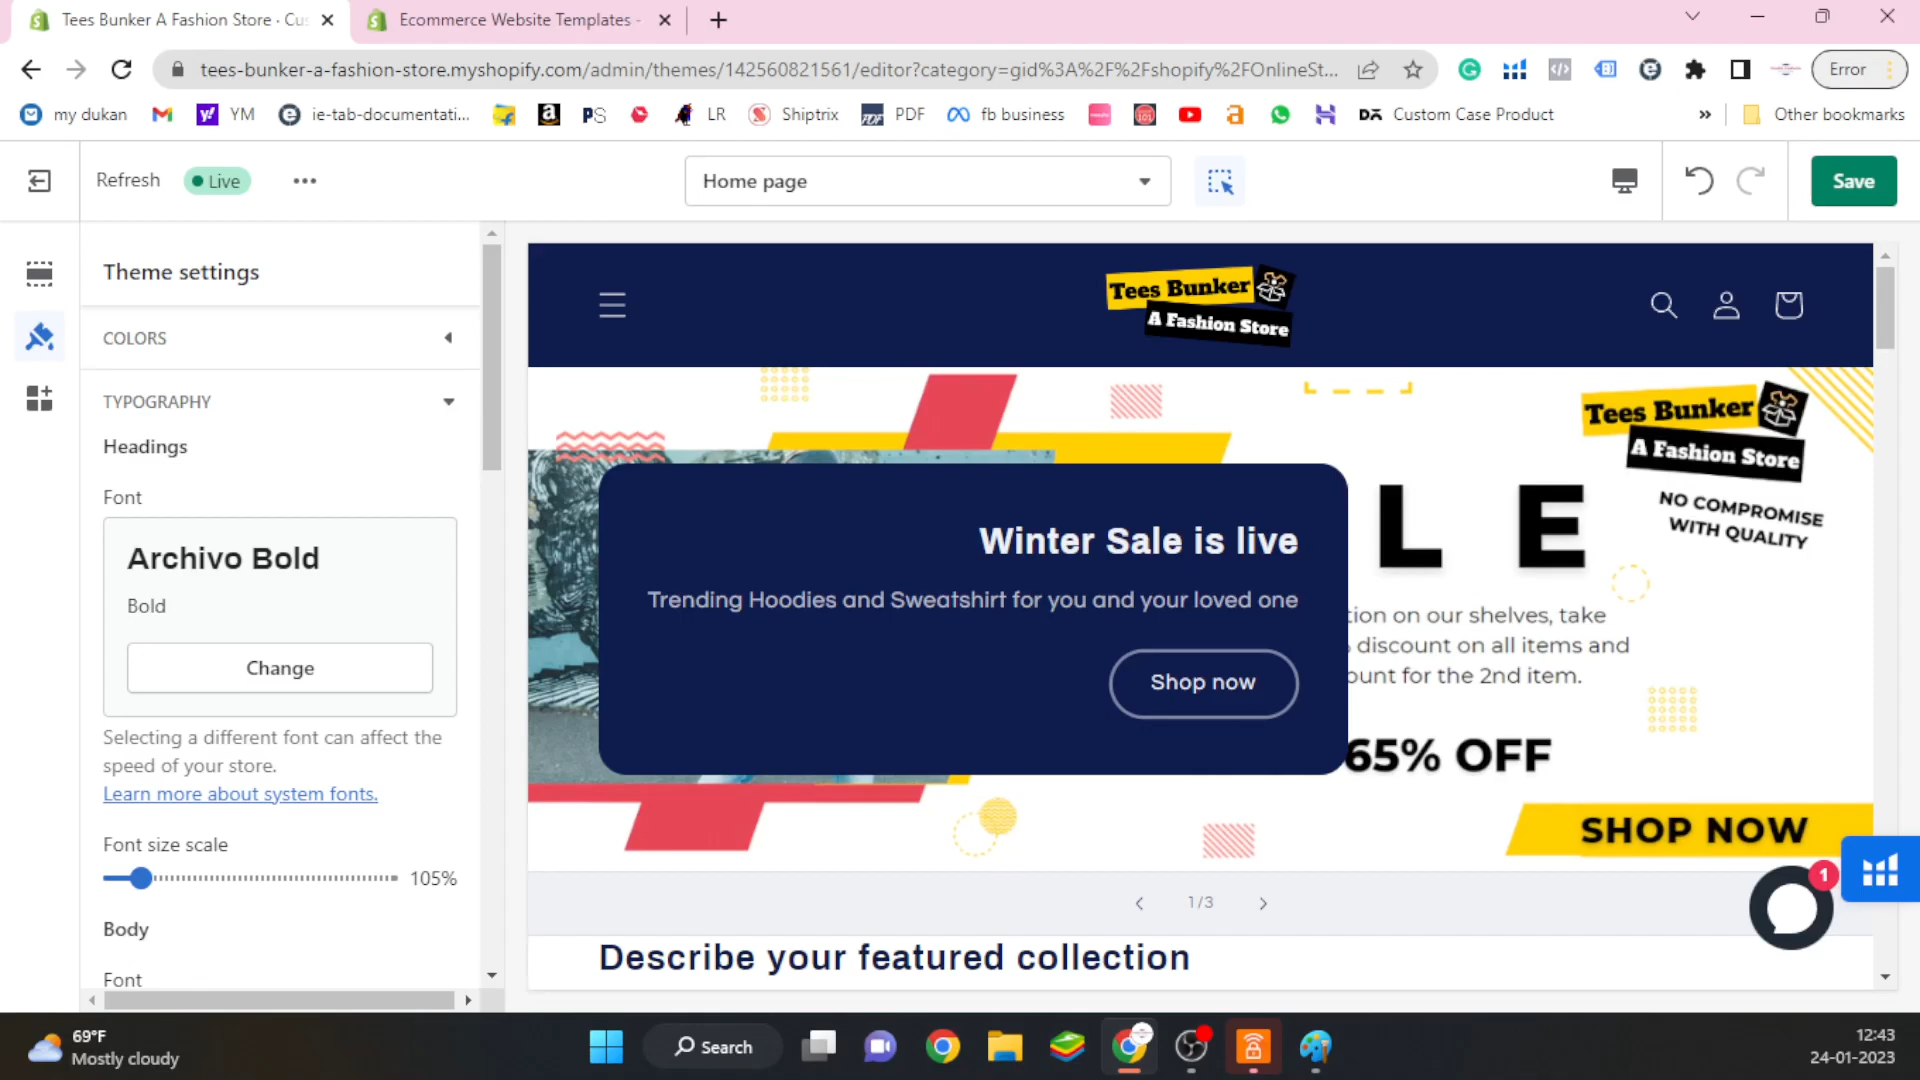 Tees Bunker A Fashion Store · Cus
Ecommerce Website Templates -
tees-bunker-a-fashion-store.myshopify.com/admin/themes/142560821561/editor?category=gid%3A%2F%2Fshopify%2FOnlineSt...
Error
my dukan
YM
ie-tab-documentati...
PS
LR
Shiptrix
PDF
fb business
Custom Case Product
»
Other bookmarks
Refresh
Live
Home page
Save
Theme settings
COLORS
TYPOGRAPHY
Headings
Font
Archivo Bold
Bold
Change
Selecting a different font can affect the
speed of your store.
Learn more about system fonts.
Font size scale
105%
Body
Font
Tees Bunker
A Fashion Store
Tees Bunker
A Fashion Store
NO COMPROMISE
WITH QUALITY
L E
Winter Sale is live
Trending Hoodies and Sweatshirt for you and your loved one
Shop now
tion on our shelves, take
discount on all items and
ount for the 2nd item.
65% OFF
SHOP NOW
1
1/3
Describe your featured collection
69°F
Mostly cloudy
Search
12:43
24-01-2023